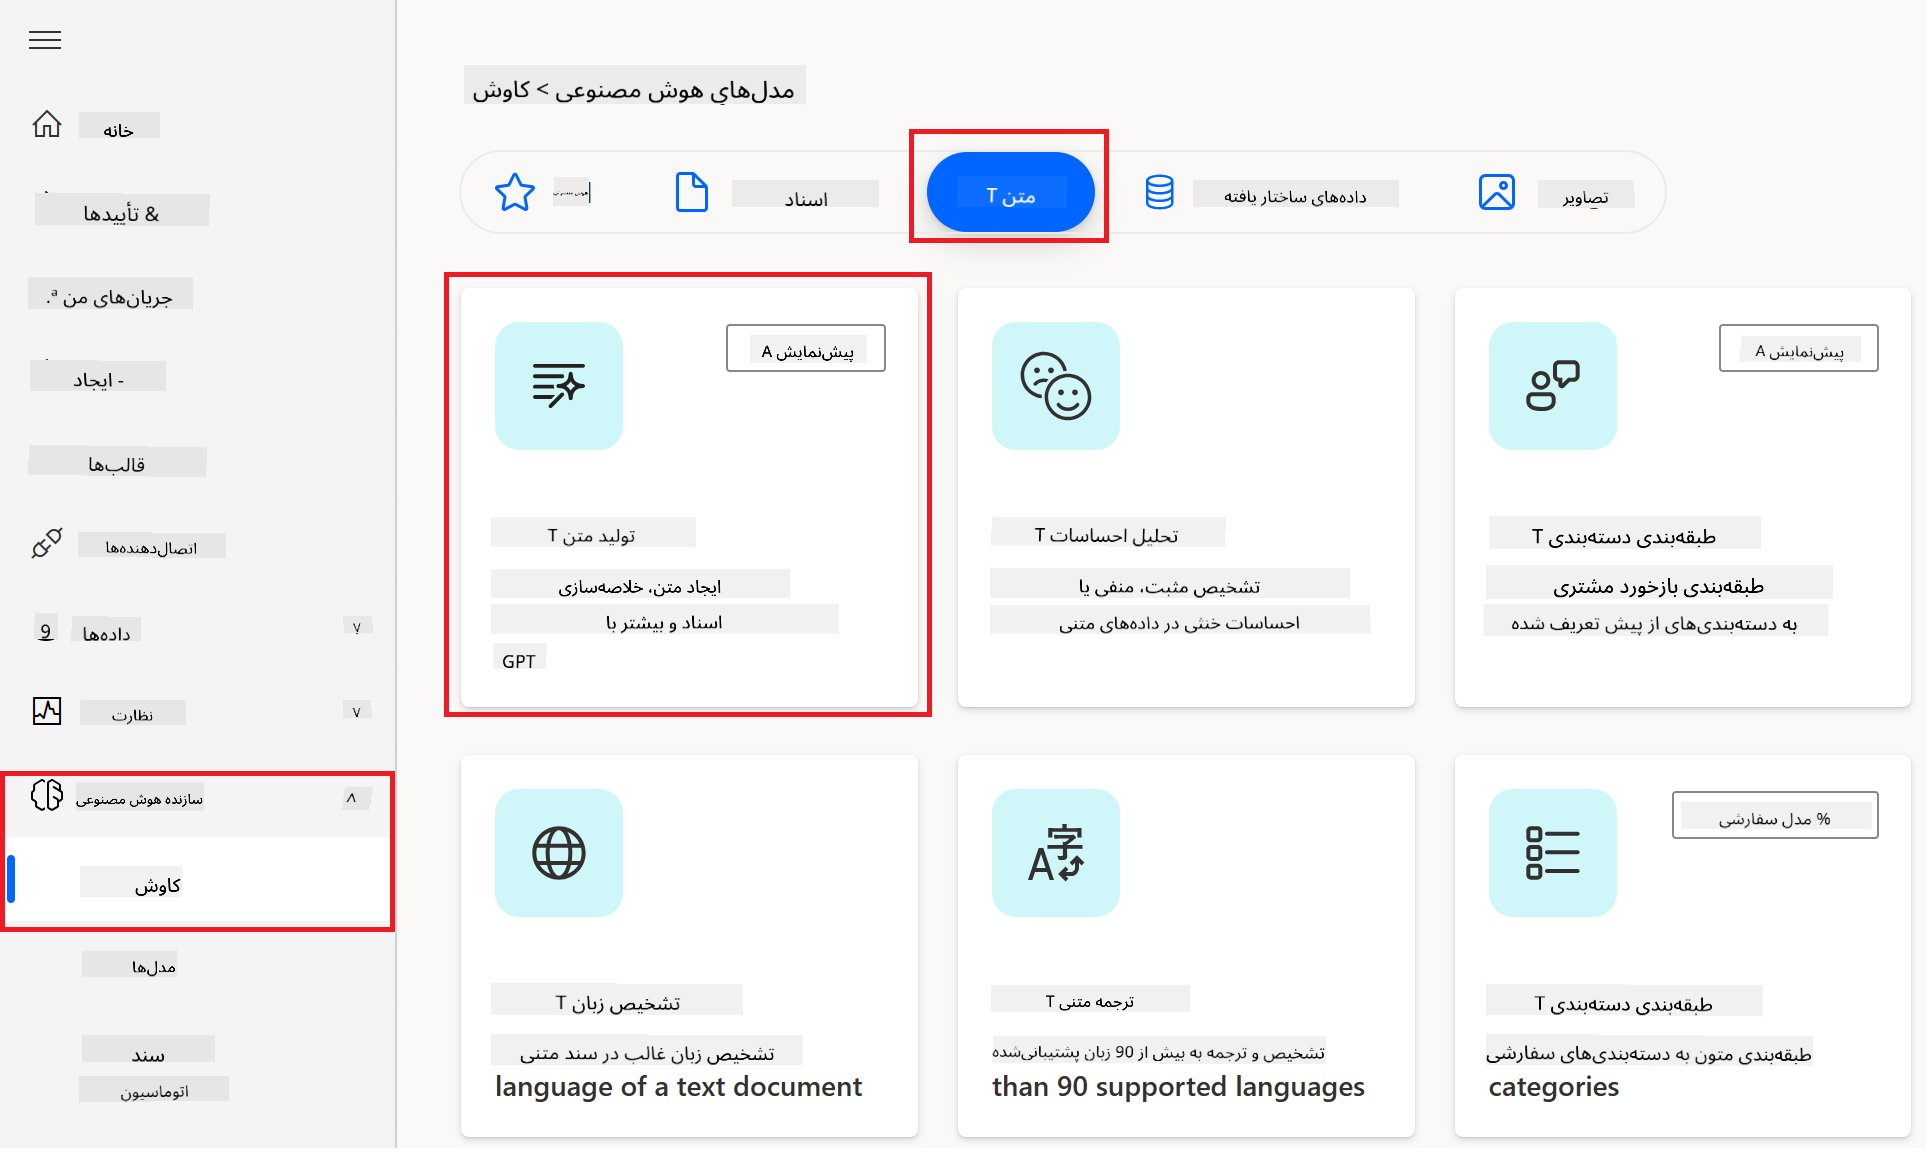 خانه
& تأییدها
جریان‌های من ª.
- ایجاد
قالب‌ها
اتصال‌دهنده‌ها
9 داده‌ها
نظارت
سازنده هوش مصنوعی
کاوش
مدل‌ها
سند
اتوماسیون
مدل‌های هوش مصنوعی > کاوش
اسناد
متن T
داده‌های ساختار یافته
تصاویر
پیش‌نمایش A
تولید متن T
ایجاد متن، خلاصه‌سازی
اسناد و بیشتر با
GPT
تحلیل احساسات T
تشخیص مثبت، منفی یا
احساسات خنثی در داده‌های متنی
پیش‌نمایش A
طبقه‌بندی دسته‌بندی T
طبقه‌بندی بازخورد مشتری
به دسته‌بندی‌های از پیش تعریف شده
تشخیص زبان T
تشخیص زبان غالب در سند متنی
language of a text document
ترجمه متنی T
تشخیص و ترجمه به بیش از 90 زبان پشتیبانی‌شده
than 90 supported languages
% مدل سفارشی
طبقه‌بندی دسته‌بندی T
طبقه‌بندی متون به دسته‌بندی‌های سفارشی
categories